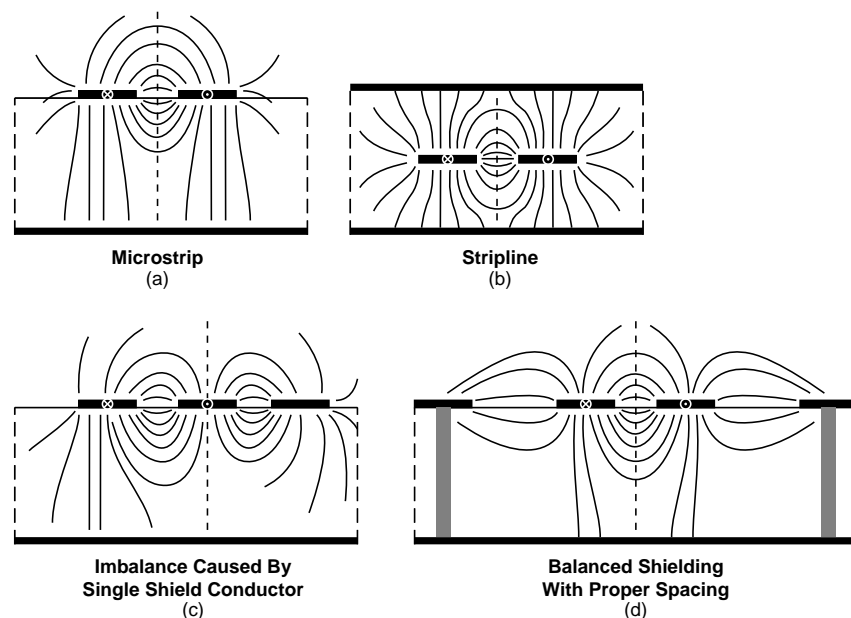 Microstrip
(a)
Stripline
(b)
Imbalance Caused By
Single Shield Conductor
(c)
Balanced Shielding
With Proper Spacing
(d)